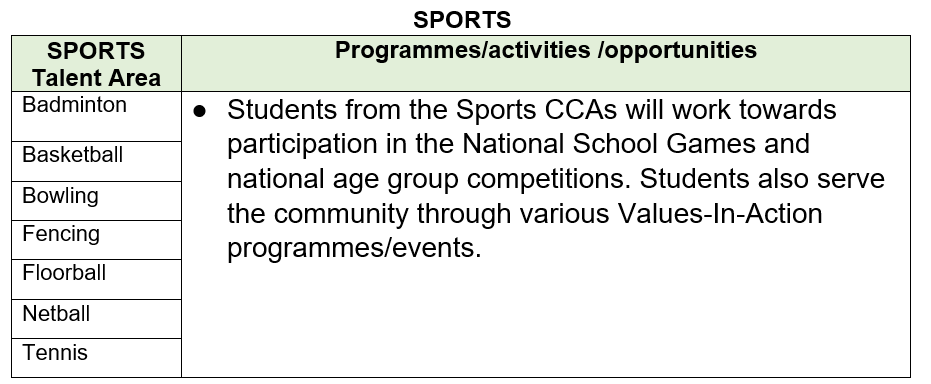 SPORTS
SPORTS
Talent Area
Programmes/activities /opportunities
Badminton
Basketball
Bowling
Fencing
Floorball
Netball
Tennis
● Students from the Sports CCAs will work towards
participation in the National School Games and
national age group competitions. Students also serve
the community through various Values-In-Action
programmes/events.